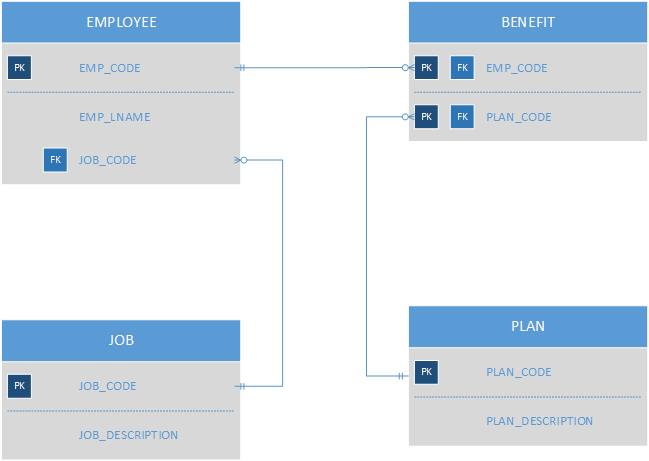 EMPLOYEE
PK EMP_CODE
EMP_LNAME
FK JOB_CODE
BENEFIT
PK FK EMP_CODE
PK FK PLAN_CODE
JOB
PK JOB_CODE
JOB_DESCRIPTION
PLAN
PK PLAN_CODE
PLAN_DESCRIPTION